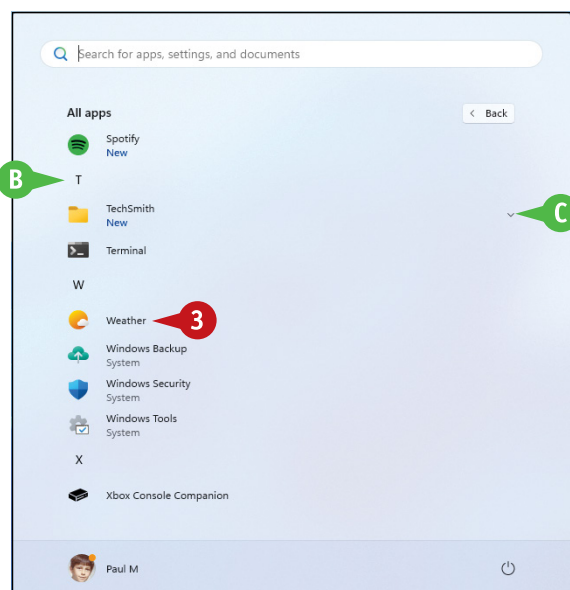 Search for apps, settings, and documents
All apps
Back
Spotify
New
B
T
TechSmith
New
C
Terminal
W
Weather
3
Windows Backup
System
Windows Security
System
Windows Tools
System
X
Xbox Console Companion
Paul M